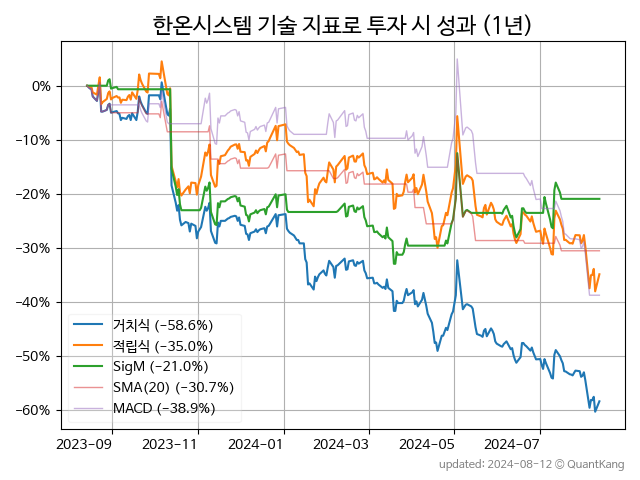 한온시스템 기술 지표로 투자 시 성과 (1년)
0%
−10%
−20%
−30%
−40%
−50%
−60%
거치식 (−58.6%)
적립식 (−35.0%)
SigM (−21.0%)
SMA(20) (−30.7%)
MACD (−38.9%)
2023−09 2023−11 2024−01 2024−03 2024−05 2024−07
updated: 2024−08−12 © QuantKang